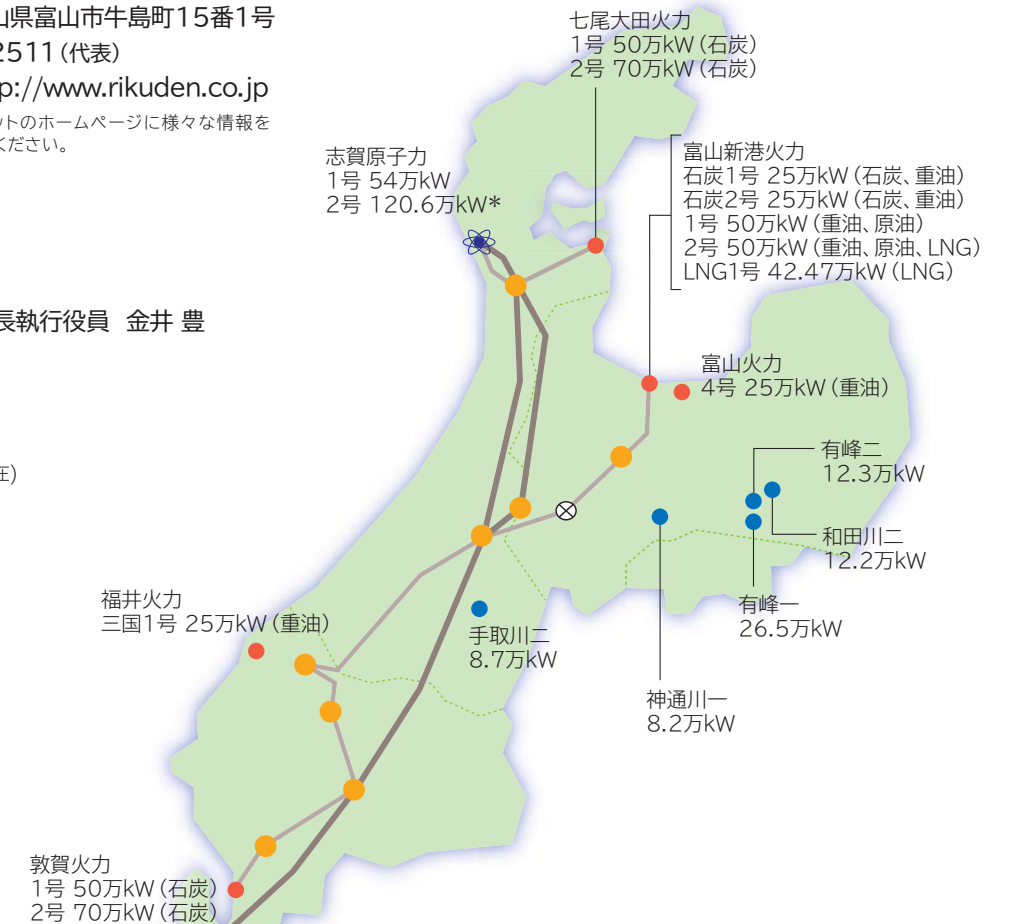 山県富山市牛島町15番1号
2511（代表）
p://www.rikuden.co.jp
ットのホームページに様々な情報を
ください。
長執行役員 金井 豊
在)
七尾大田火力
1号 50万kW（石炭）
2号 70万kW（石炭）
志賀原子力
1号 54万kW
2号 120.6万kW*
富山新港火力
石炭1号 25万kW（石炭、重油）
石炭2号 25万kW（石炭、重油）
1号 50万kW（重油、原油）
2号 50万kW（重油、原油、LNG）
LNG1号 42.47万kW（LNG）
富山火力
4号 25万kW（重油）
有峰二
12.3万kW
和田川二
12.2万kW
有峰一
26.5万kW
福井火力
三国1号 25万kW（重油）
手取川二
8.7万kW
神通川一
8.2万kW
敦賀火力
1号 50万kW（石炭）
2号 70万kW（石炭）